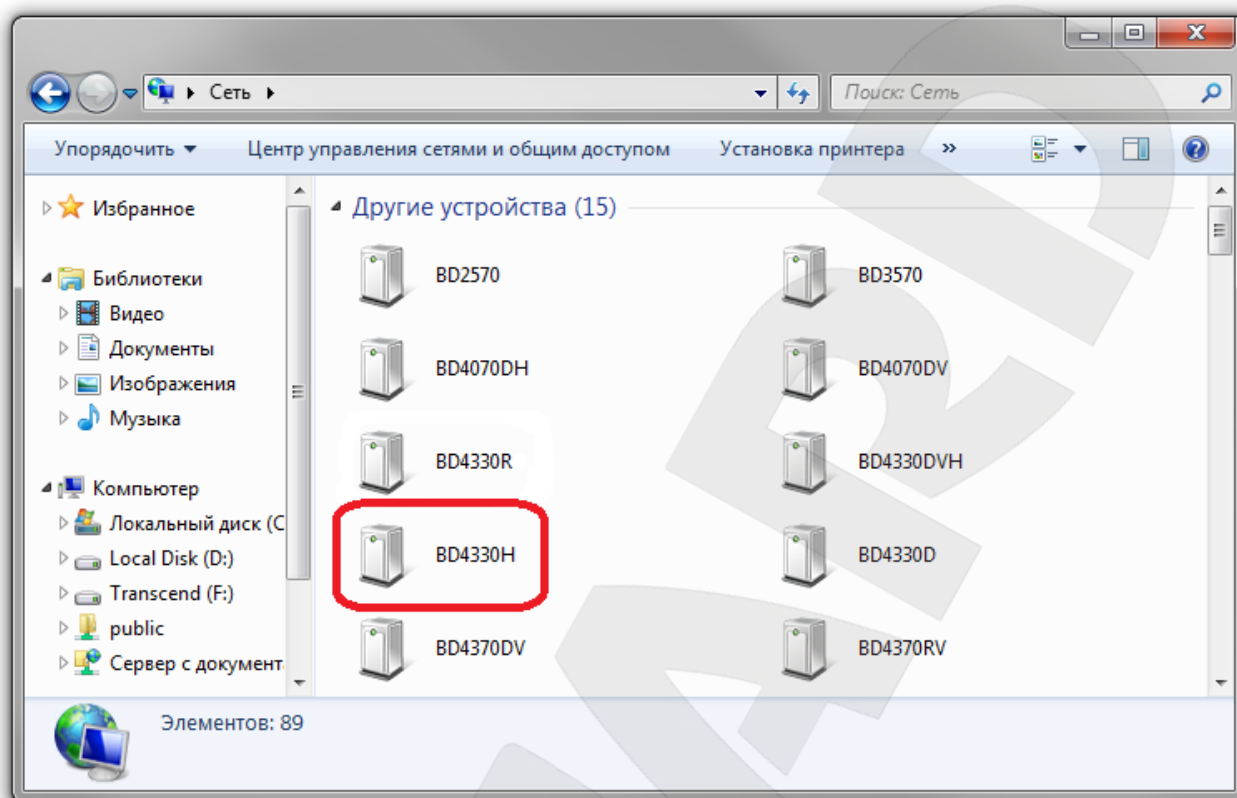 Сеть
Поиск: Сеть
Упорядочить Центр управления сетями и общим доступом Установка принтера »
Избранное
Библиотеки
Видео
Документы
Изображения
Музыка
Компьютер
Локальный диск (C
Local Disk (D:)
Transcend (F:)
public
Сервер с документ
Другие устройства (15)
BD2570 BD3570
BD4070DH BD4070DV
BD4330R BD4330DVH
BD4330H BD4330D
BD4370DV BD4370RV
Элементов: 89